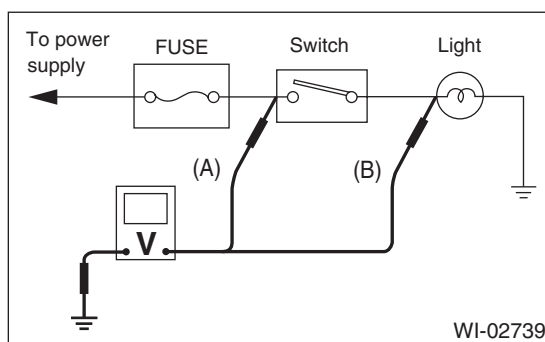 To power
supply
FUSE
Switch
Light
(A)
(B)
V
WI-02739